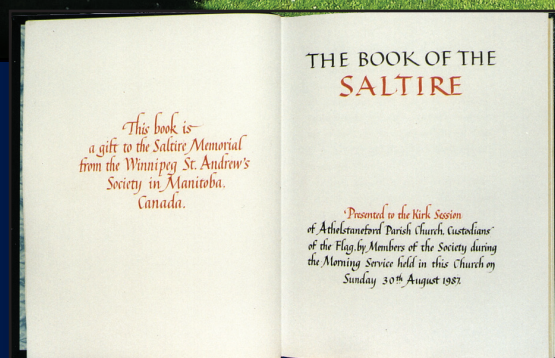 This book is
a gift to the Saltire Memorial
from the Winnipeg St. Andrew's
Society in Manitoba,
Canada.
THE BOOK OF THE
SALTIRE
Presented to the Kirk Session
of Athelstaneford Parish Church, Custodians
of the Flag, by Members of the Society during
the Morning Service held in this Church on
Sunday 30th August 1987.